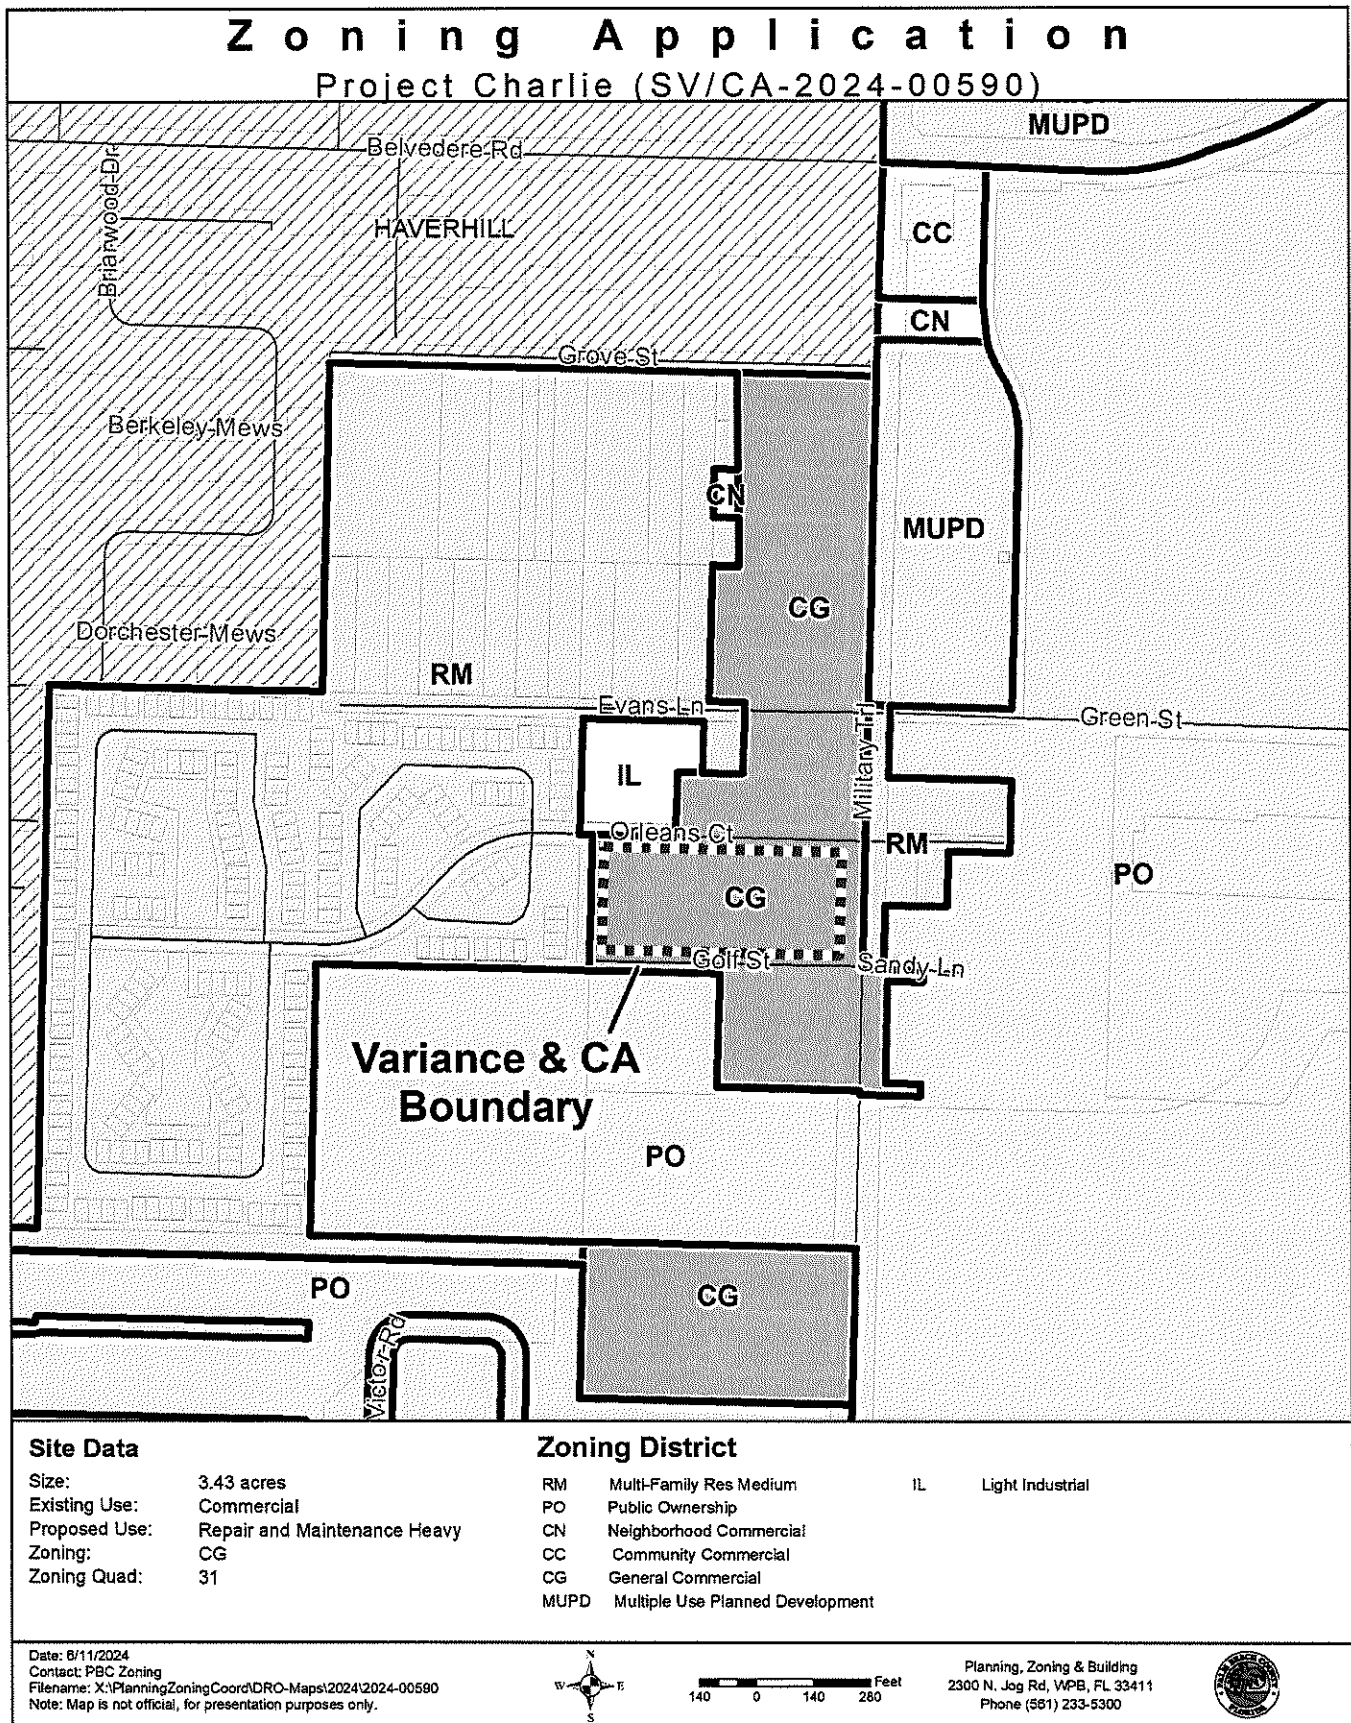 Zoning Application
Project Charlie (SV/CA-2024-00590)
MUPD
Belvedere-Rd
Briarwood-Dr
HAVERHILL
CC
CN
Grove-St
Berkeley-Mews
CN
MUPD
CG
Dorchester-Mews
RM
Evans-Ln
Green-St
Military-Trl
IL
Orleans-Ct
RM
PO
CG
Golf-St
Sandy-Ln
Variance & CA
Boundary
PO
PO
CG
Victor-Rd
Site Data
Size: 3.43 acres
Existing Use: Commercial
Proposed Use: Repair and Maintenance Heavy
Zoning: CG
Zoning Quad: 31
Zoning District
RM Multi-Family Res Medium
PO Public Ownership
CN Neighborhood Commercial
CC Community Commercial
CG General Commercial
MUPD Multiple Use Planned Development
IL Light Industrial
Date: 6/11/2024
Contact: PBC Zoning
Filename: X:\PlanningZoningCoord\DRO-Maps\2024\2024-00590
Note: Map is not official, for presentation purposes only.
N
W E
S
Feet
140 0 140 280
Planning, Zoning & Building
2300 N. Jog Rd, WPB, FL 33411
Phone (561) 233-5300
PALM BEACH COUNTY
FLORIDA